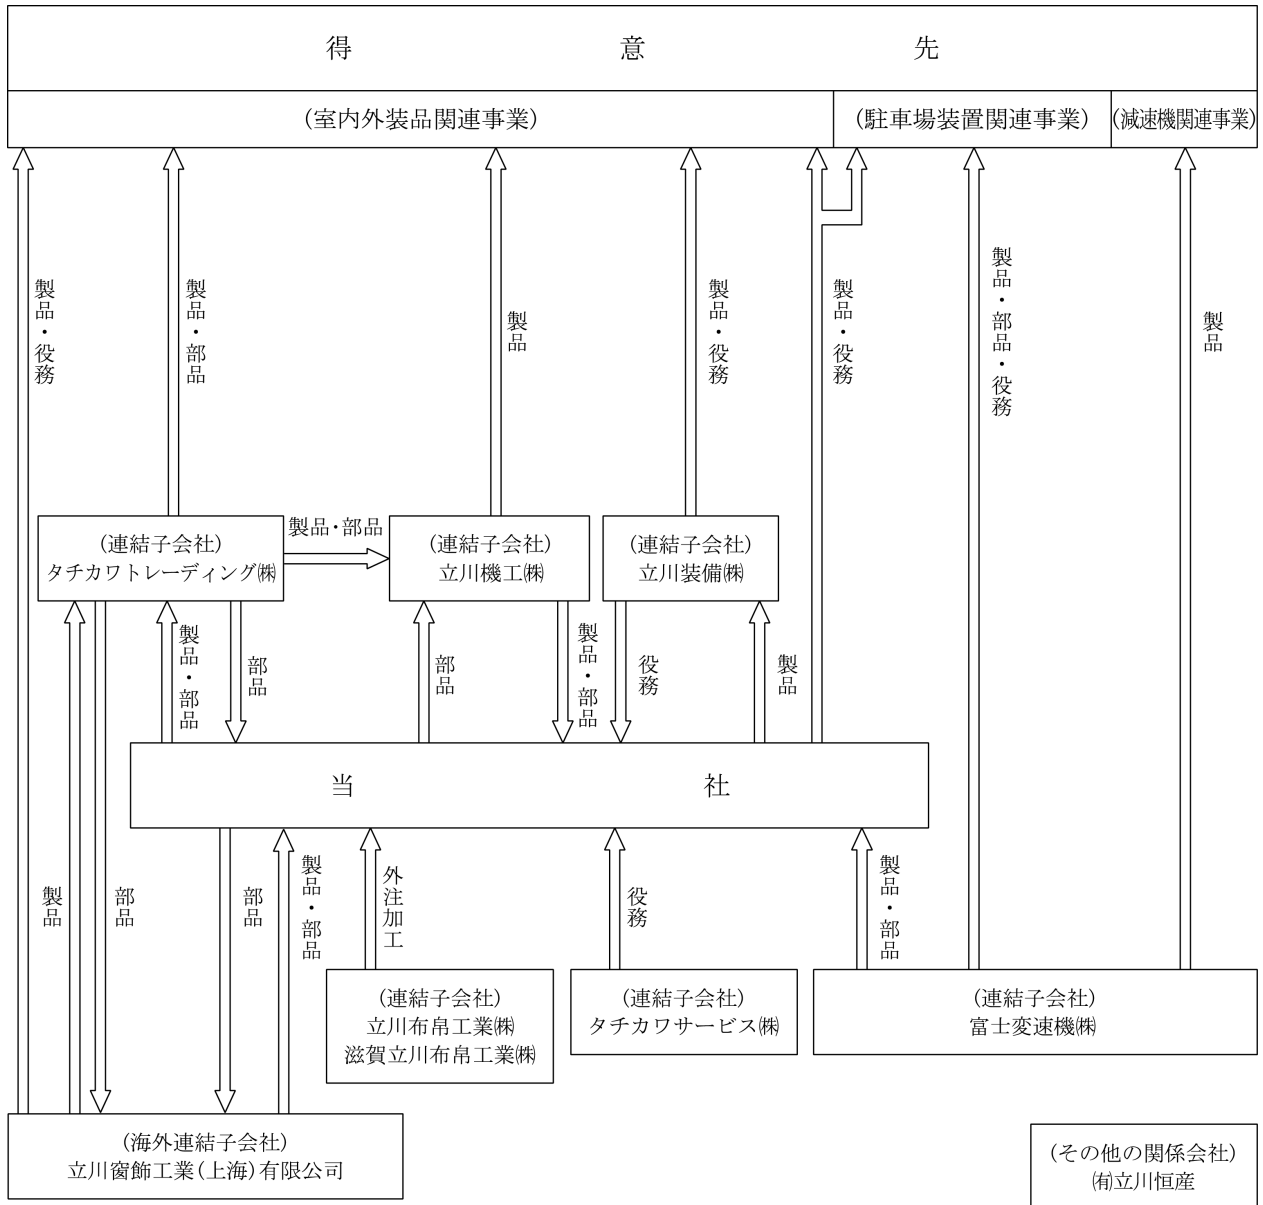 得意先
(室内外装品関連事業)
(駐車場装置関連事業)
(減速機関連事業)
製品・役務
製品・部品
製品
製品・役務
製品・役務
製品・部品・役務
製品
(連結子会社)
タチカワトレーディング㈱
製品・部品
(連結子会社)
立川機工㈱
(連結子会社)
立川装備㈱
製品・部品
部品
部品
製品・部品
役務
製品
当社
製品
部品
部品
製品・部品
外注加工
役務
製品・部品
(連結子会社)
立川布帛工業㈱
滋賀立川布帛工業㈱
(連結子会社)
タチカワサービス㈱
(連結子会社)
富士変速機㈱
(海外連結子会社)
立川窗飾工業(上海)有限公司
(その他の関係会社)
㈲立川恒産